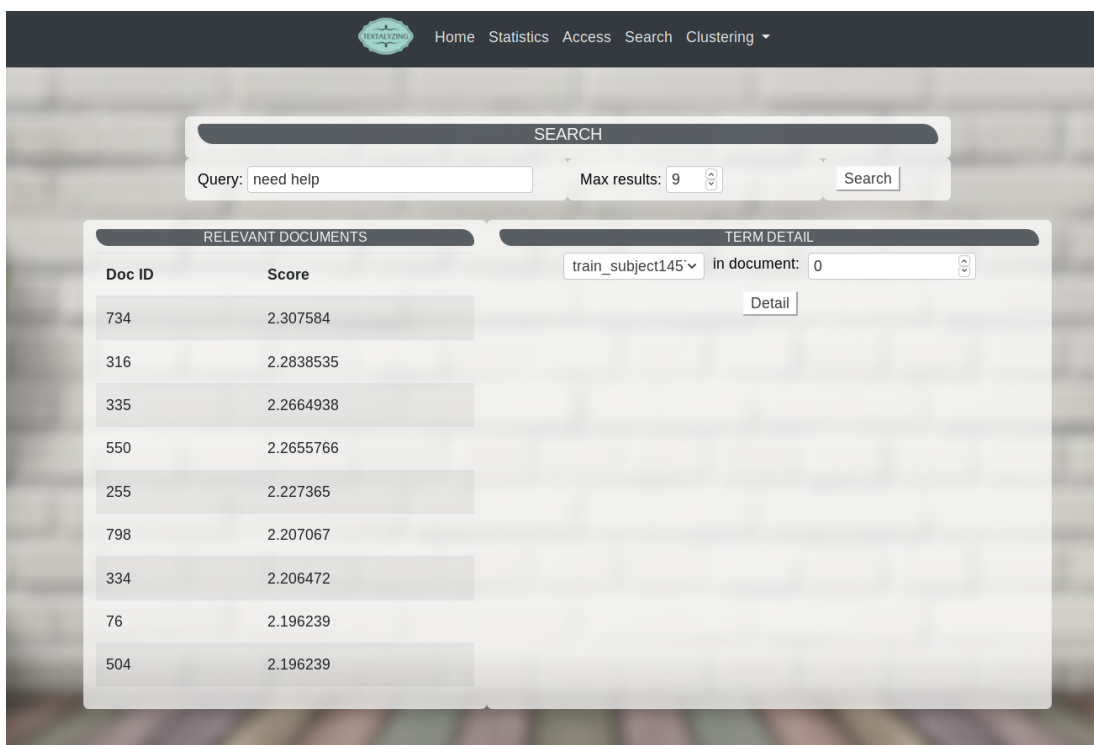 TEXTALYZING
Home Statistics Access Search Clustering
SEARCH
Query: need help Max results: 9 Search
RELEVANT DOCUMENTS
Doc ID Score
734 2.307584
316 2.2838535
335 2.2664938
550 2.2655766
255 2.227365
798 2.207067
334 2.206472
76 2.196239
504 2.196239
TERM DETAIL
train_subject145 in document: 0
Detail